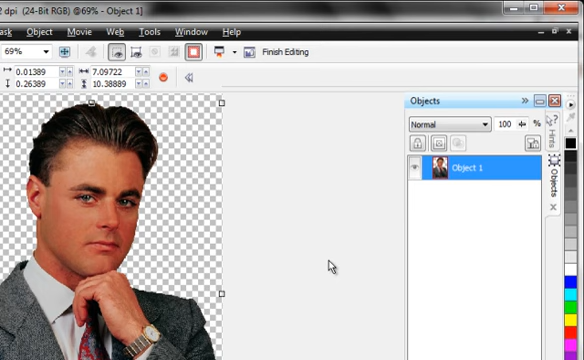 2 dpi (24-Bit RGB) @69% - Object 1]
ask Object Movie Web Tools Window Help
69% Finish Editing
0.01389 7.09722
0.26389 10.38889
Objects
Normal 100 %
Object 1
Hints
Objects